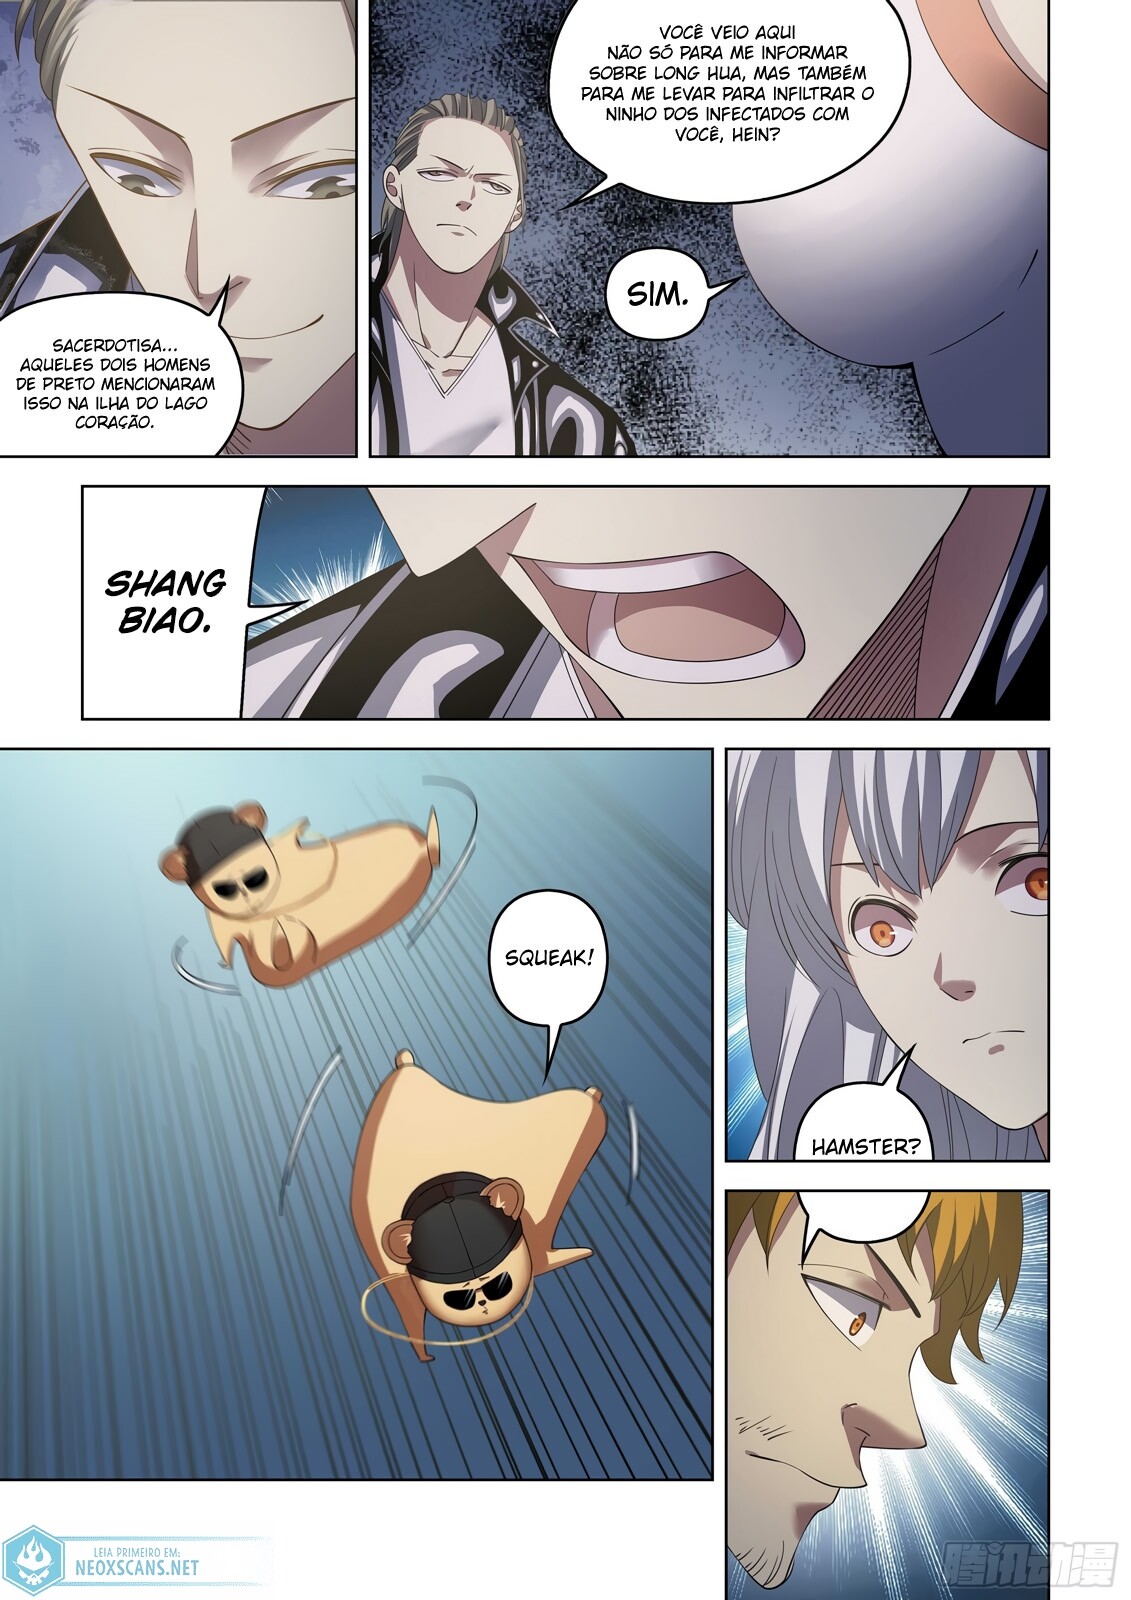 VOCÊ VEIO AQUI
NÃO SÓ PARA ME INFORMAR
SOBRE LONG HUA, MAS TAMBÉM
PARA ME LEVAR PARA INFILTRAR O
NINHO DOS INFECTADOS COM
VOCÊ, HEIN?
SIM.
SACERDOTISA...
AQUELES DOIS HOMENS
DE PRETO MENCIONARAM
ISSO NA ILHA DO LAGO
CORAÇÃO.
SHANG
BIAO.
SQUEAK!
HAMSTER?
LEIA PRIMEIRO EM:
NEOXSCANS.NET
腾讯动漫